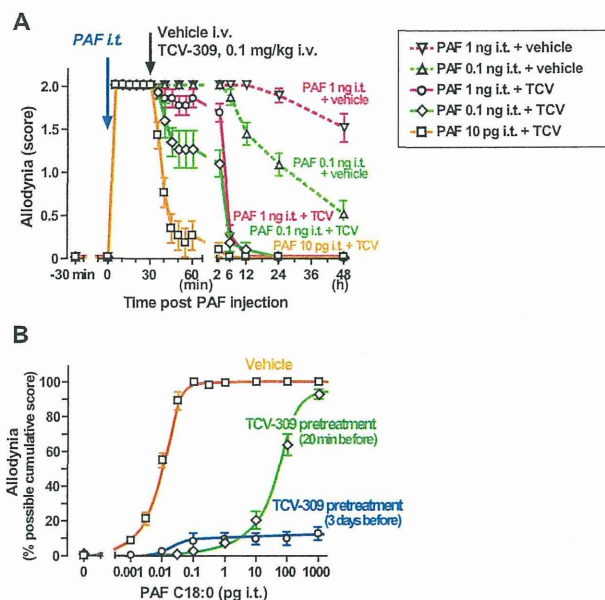 A
PAF i.t.
Vehicle i.v.
TCV-309, 0.1 mg/kg i.v.
PAF 1 ng i.t. + vehicle
PAF 0.1 ng i.t. + vehicle
PAF 1 ng i.t. + TCV
PAF 0.1 ng i.t. + TCV
PAF 10 pg i.t. + TCV
Allodynia (score)
2.0
1.5
1.0
0.5
0
PAF 1 ng i.t.
+ vehicle
PAF 0.1 ng i.t.
+ vehicle
PAF 1 ng i.t. + TCV
PAF 0.1 ng i.t. + TCV
PAF 10 pg i.t. + TCV
-30 min 0 30 60 2 6 12 24 36 48
(min) (h)
Time post PAF injection
B
Allodynia
(% possible cumulative score)
100
80
60
40
20
0
Vehicle
TCV-309 pretreatment
(20 min before)
TCV-309 pretreatment
(3 days before)
0 0.001 0.01 0.1 1 10 100 1000
PAF C18:0 (pg i.t.)